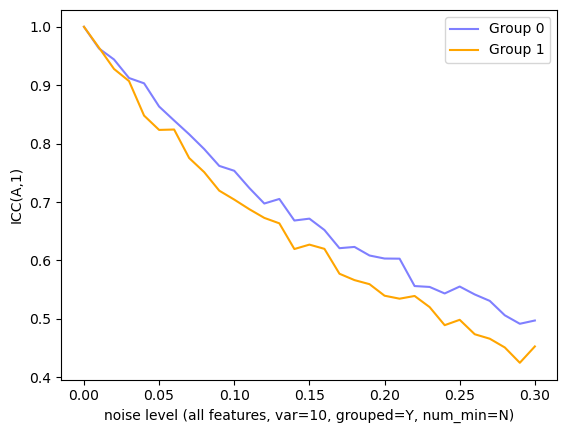 Group 0
Group 1
1.0
0.9
0.8
0.7
0.6
0.5
0.4
ICC(A,1)
0.00 0.05 0.10 0.15 0.20 0.25 0.30
noise level (all features, var=10, grouped=Y, num_min=N)